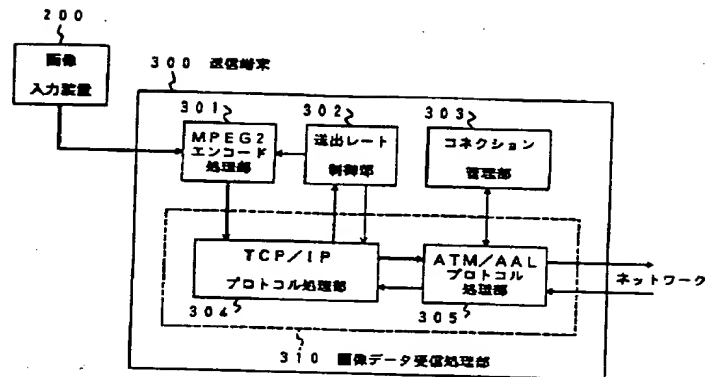 200
画像
入力装置
300 送信端末
301
MPEG2
エンコード
処理部
302
送出レート
制御部
303
コネクション
管理部
TCP/IP
プロトコル処理部
304
ATM/AAL
プロトコル
処理部
305
ネットワーク
310 画像データ受信処理部